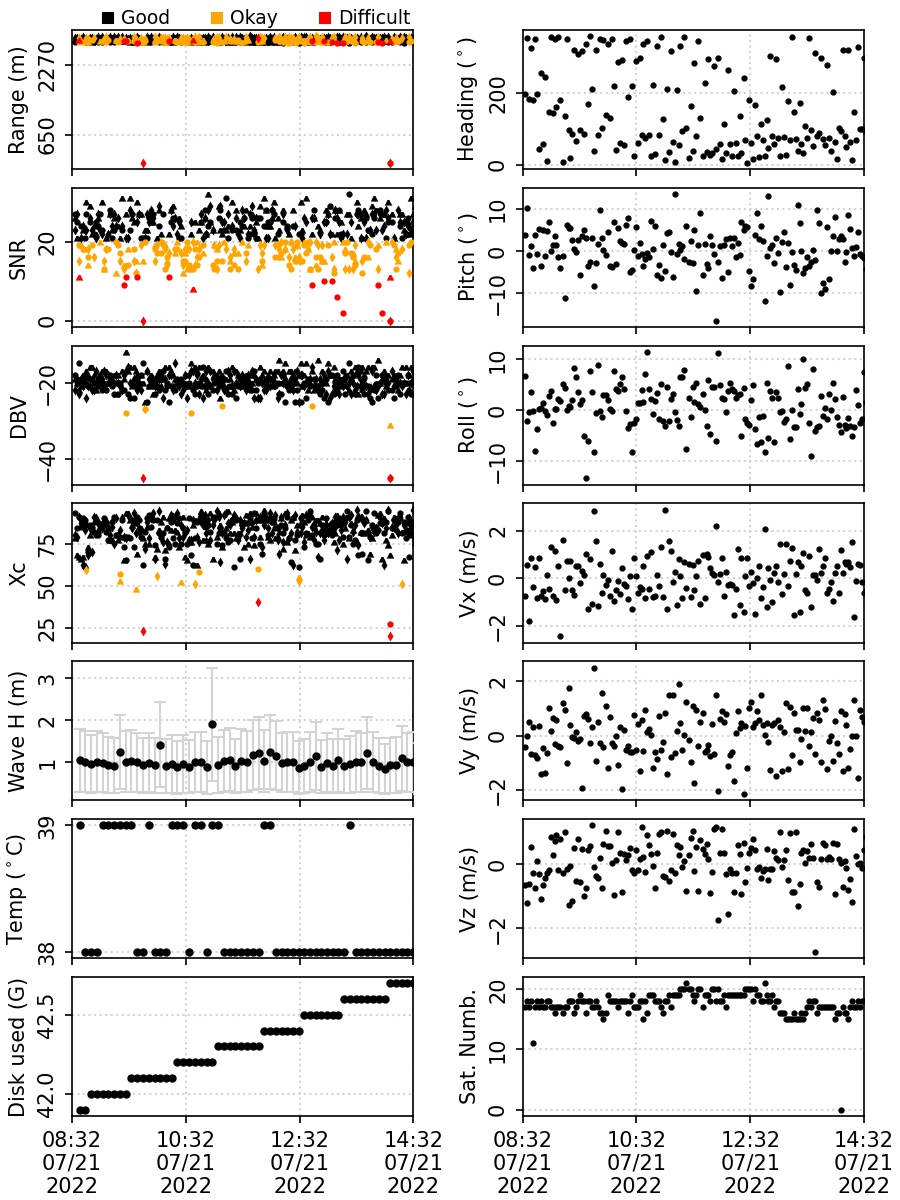 Good Okay Difficult
Range (m)
2270
650
Heading (°)
200
0
SNR
20
0
Pitch (°)
10
0
−10
DBV
−20
−40
Roll (°)
10
0
−10
Xc
75
50
25
Vx (m/s)
2
0
−2
Wave H (m)
3
2
1
Vy (m/s)
2
0
−2
Temp (°C)
39
38
Vz (m/s)
0
−2
Disk used (G)
42.5
42.0
Sat. Numb.
20
10
0
08:32 10:32 12:32 14:32 08:32 10:32 12:32 14:32
07/21 07/21 07/21 07/21 07/21 07/21 07/21 07/21
2022 2022 2022 2022 2022 2022 2022 2022